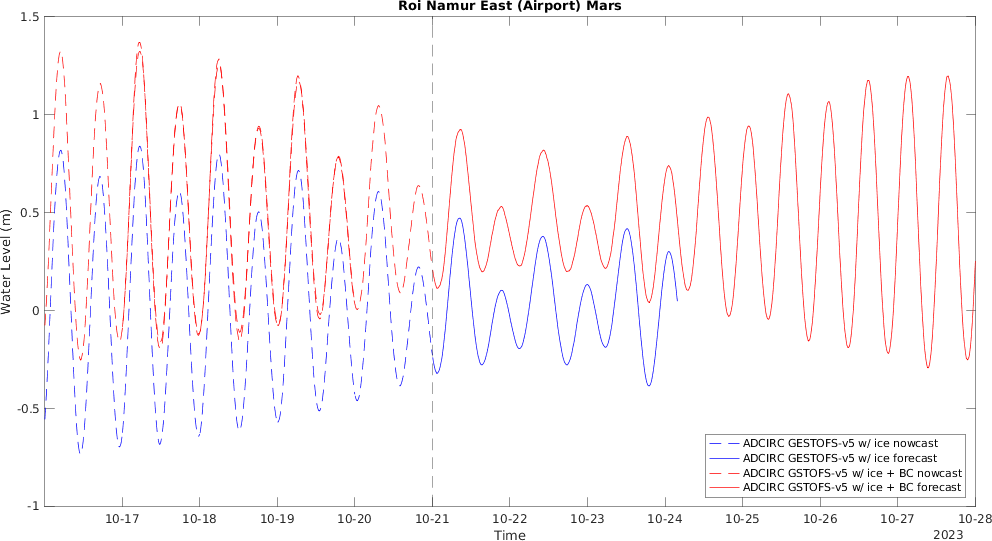 Roi Namur East (Airport) Mars
1.5
1
0.5
0
-0.5
-1
Water Level (m)
ADCIRC GESTOFS-v5 w/ ice nowcast
ADCIRC GESTOFS-v5 w/ ice forecast
ADCIRC GSTOFS-v5 w/ ice + BC nowcast
ADCIRC GSTOFS-v5 w/ ice + BC forecast
10-17 10-18 10-19 10-20 10-21 10-22 10-23 10-24 10-25 10-26 10-27 10-28
Time
2023